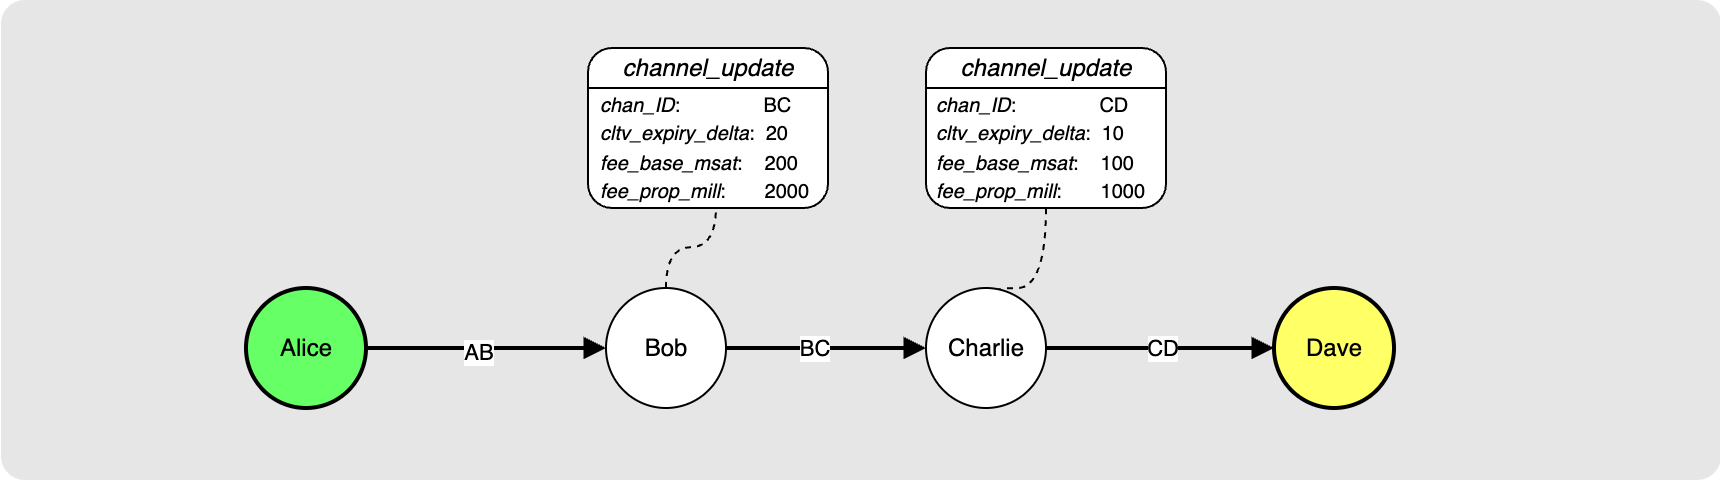 channel_update
chan_ID: BC
cltv_expiry_delta: 20
fee_base_msat: 200
fee_prop_mill: 2000
channel_update
chan_ID: CD
cltv_expiry_delta: 10
fee_base_msat: 100
fee_prop_mill: 1000
Alice
AB
Bob
BC
Charlie
CD
Dave